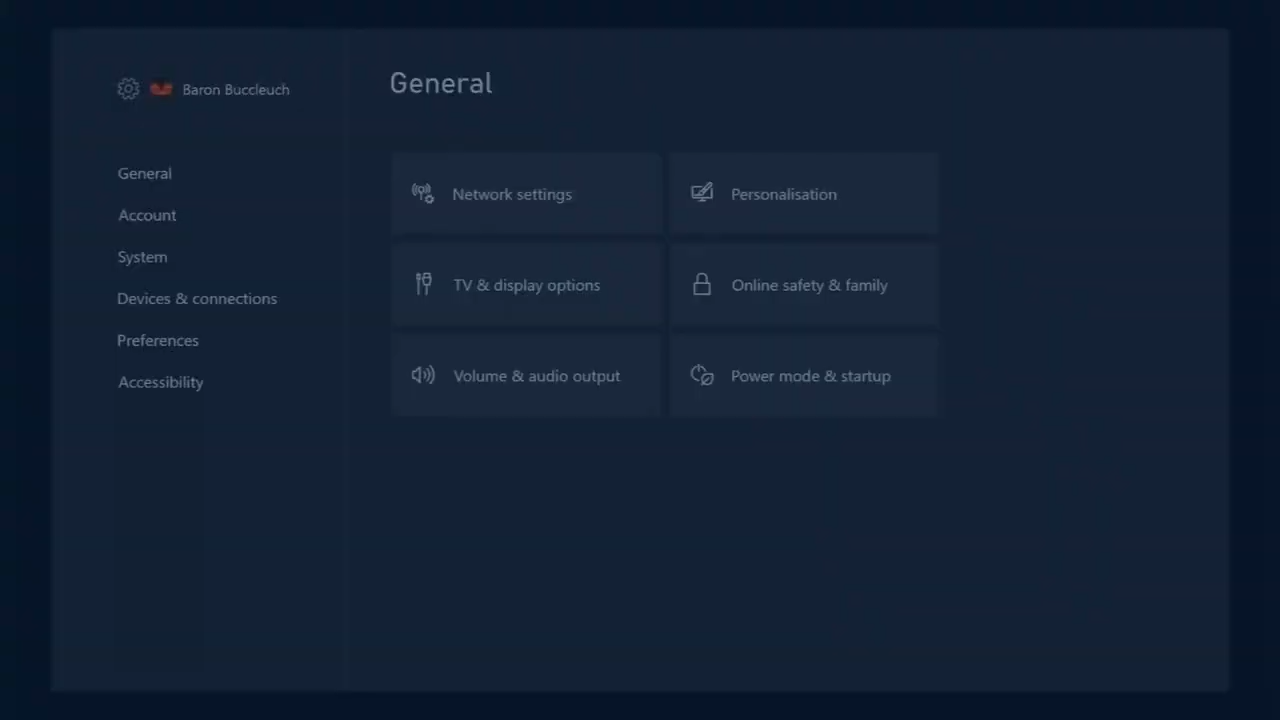 Baron Buccleuch
General
General
Account
System
Devices & connections
Preferences
Accessibility
Network settings
Personalisation
TV & display options
Online safety & family
Volume & audio output
Power mode & startup